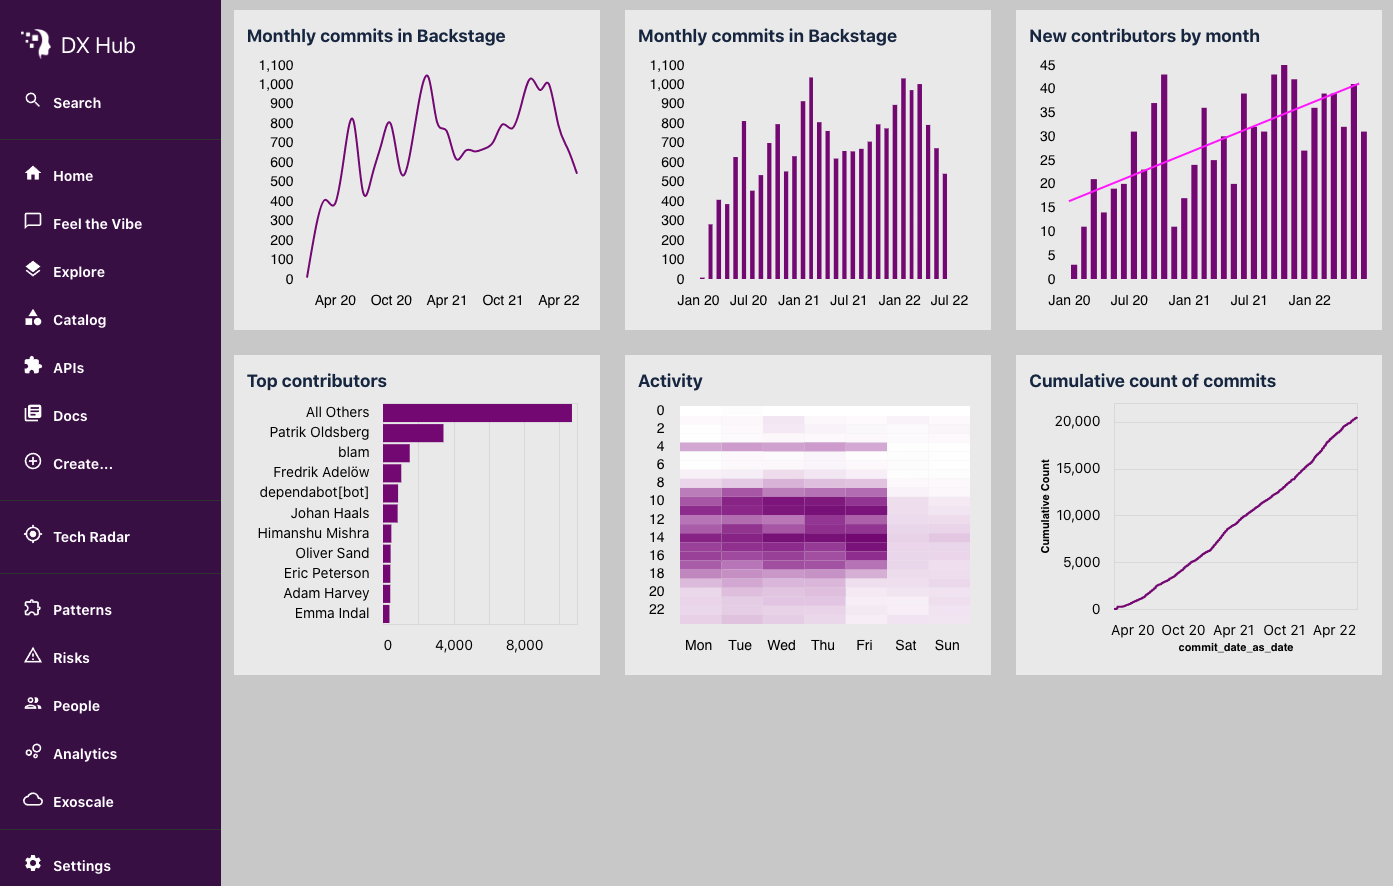 DX Hub
Search
Home
Feel the Vibe
Explore
Catalog
APIs
Docs
Create...
Tech Radar
Patterns
Risks
People
Analytics
Exoscale
Settings
Monthly commits in Backstage
1,100
1,000
900
800
700
600
500
400
300
200
100
0
Apr 20 Oct 20 Apr 21 Oct 21 Apr 22
Monthly commits in Backstage
1,100
1,000
900
800
700
600
500
400
300
200
100
0
Jan 20 Jul 20 Jan 21 Jul 21 Jan 22 Jul 22
New contributors by month
45
40
35
30
25
20
15
10
5
0
Jan 20 Jul 20 Jan 21 Jul 21 Jan 22
Top contributors
All Others
Patrik Oldsberg
blam
Fredrik Adelöw
dependabot[bot]
Johan Haals
Himanshu Mishra
Oliver Sand
Eric Peterson
Adam Harvey
Emma Indal
0 4,000 8,000
Activity
0
2
4
6
8
10
12
14
16
18
20
22
Mon Tue Wed Thu Fri Sat Sun
Cumulative count of commits
Cumulative Count
20,000
15,000
10,000
5,000
0
Apr 20 Oct 20 Apr 21 Oct 21 Apr 22
commit_date_as_date